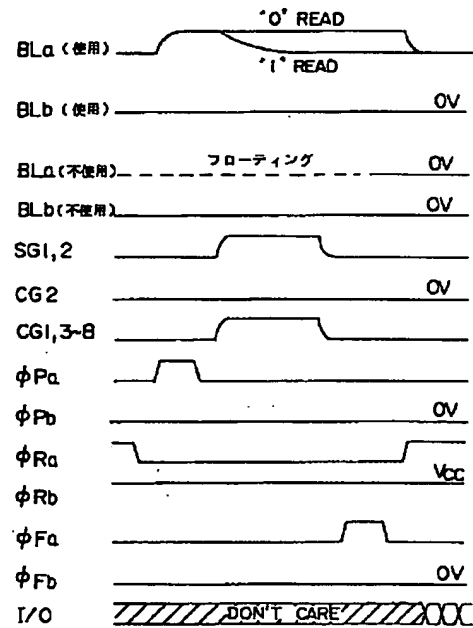 "0" READ
BLa (使用)
"1" READ
BLb (使用) 0V
フローティング
BLa (不使用) 0V
BLb (不使用) 0V
SG1,2
CG2 0V
CG1,3~8
φPa
φPb 0V
φRa
VCC
φRb
φFa
φFb 0V
I/O DON'T CARE